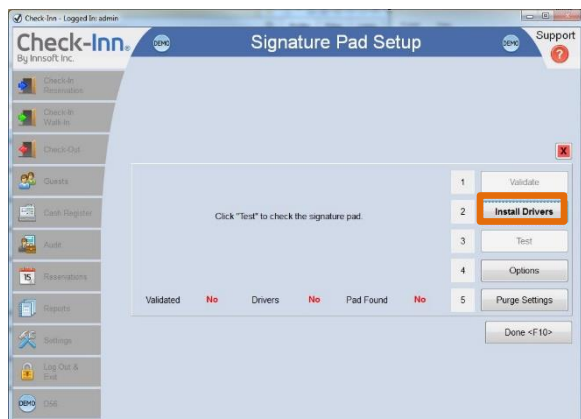 Check-Inn - Logged In: admin
Check-Inn®
By Innsoft Inc.
DEMO
Signature Pad Setup
DEMO
Support
?
Check-In
Reservation
Check-In
Walk-In
Check-Out
Guests
Cash Register
Audit
15
Reservations
Reports
Settings
Log Out &
Exit
DEMO
X
1 Validate
2 Install Drivers
3 Test
4 Options
5 Purge Settings
Click "Test" to check the signature pad.
Validated No Drivers No Pad Found No
Done <F10>